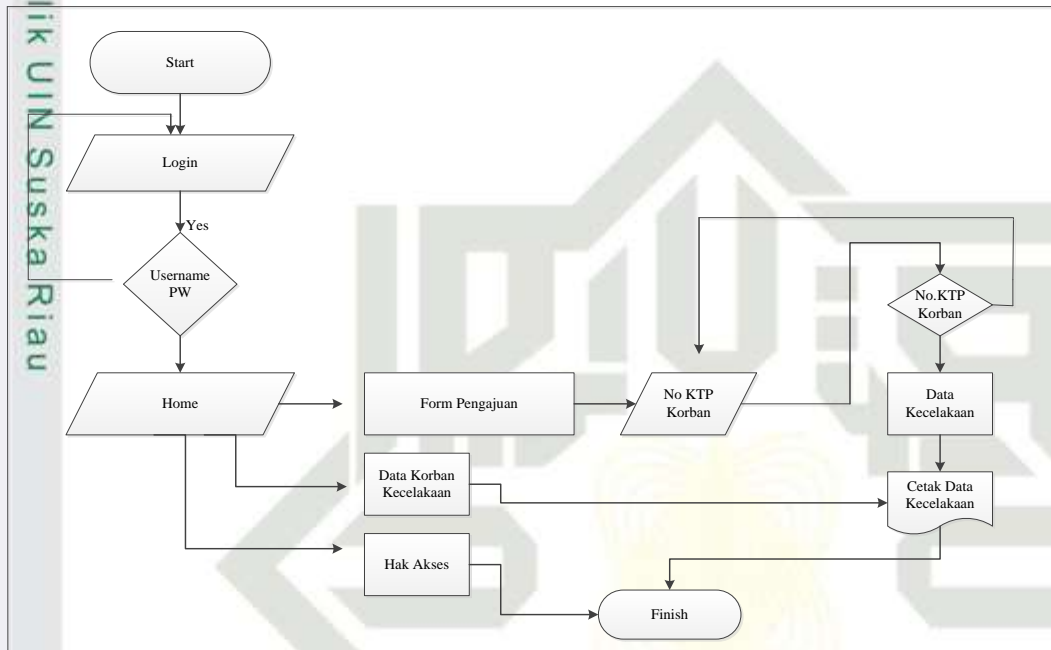 lik UIN Suska Riau
Start
Login
Yes
Username
PW
Home
Form Pengajuan
No KTP
Korban
No.KTP
Korban
Data
Kecelakaan
Data Korban
Kecelakaan
Cetak Data
Kecelakaan
Hak Akses
Finish